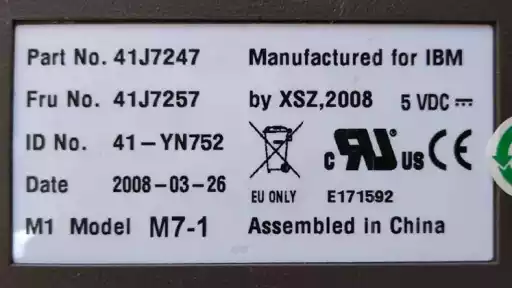 Part No. 41J7247
Fru No. 41J7257
ID No. 41-YN752
Date 2008-03-26
M1 Model M7-1
Manufactured for IBM
by XSZ,2008 5 VDC
EU ONLY
c RU US CE
E171592
Assembled in China